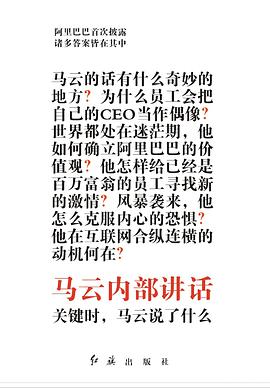 阿里巴巴首次披露
诸多答案皆在其中
马云的话有什么奇妙的
地方？为什么员工会把
自己的CEO当作偶像？
世界都处在迷茫期，他
如何确立阿里巴巴的价
值观？他怎样给已经是
百万富翁的员工寻找新
的激情？风暴袭来，他
怎么克服内心的恐惧？
他在互联网合纵连横的
动机何在？
马云内部讲话
关键时，马云说了什么
红旗出版社